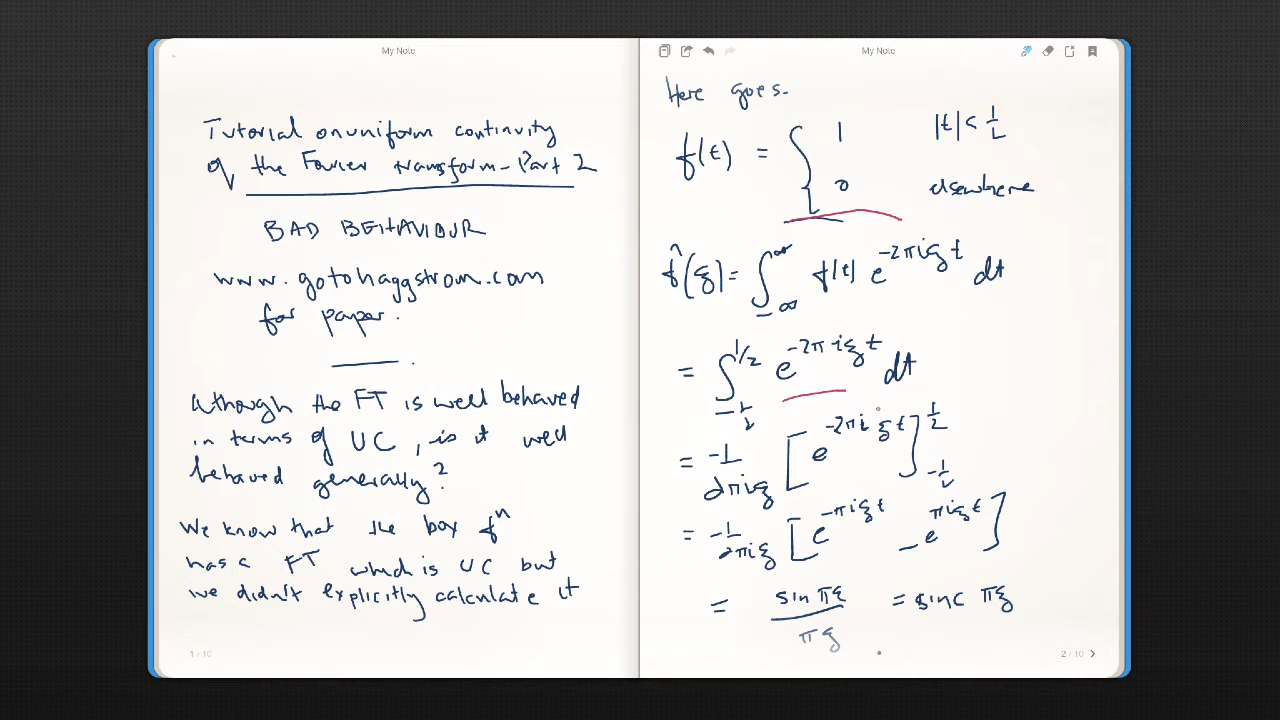 My Note
Tutorial on uniform continuity
of the Fourier transform - Part 2
BAD BEHAVIOUR
www.gotohaggstrom.com
for paper.
Although the FT is well behaved
in terms of UC, is it well
behaved generally?
We know that the box fⁿ
has a FT which is UC but
we didn't explicitly calculate it
1 / 10
My Note
Here goes.
f(t) = { 1 |t| < 1/2
0 elsewhere
f̂(ξ) = ∫_{-∞}^{∞} f(t) e^{-2πiξt} dt
= ∫_{-1/2}^{1/2} e^{-2πiξt} dt
= -1/2πiξ [e^{-2πiξt}]_{-1/2}^{1/2}
= -1/2πiξ [e^{-πiξt} - e^{πiξt}]
= sin πξ / πξ = sinc πξ
2 / 10